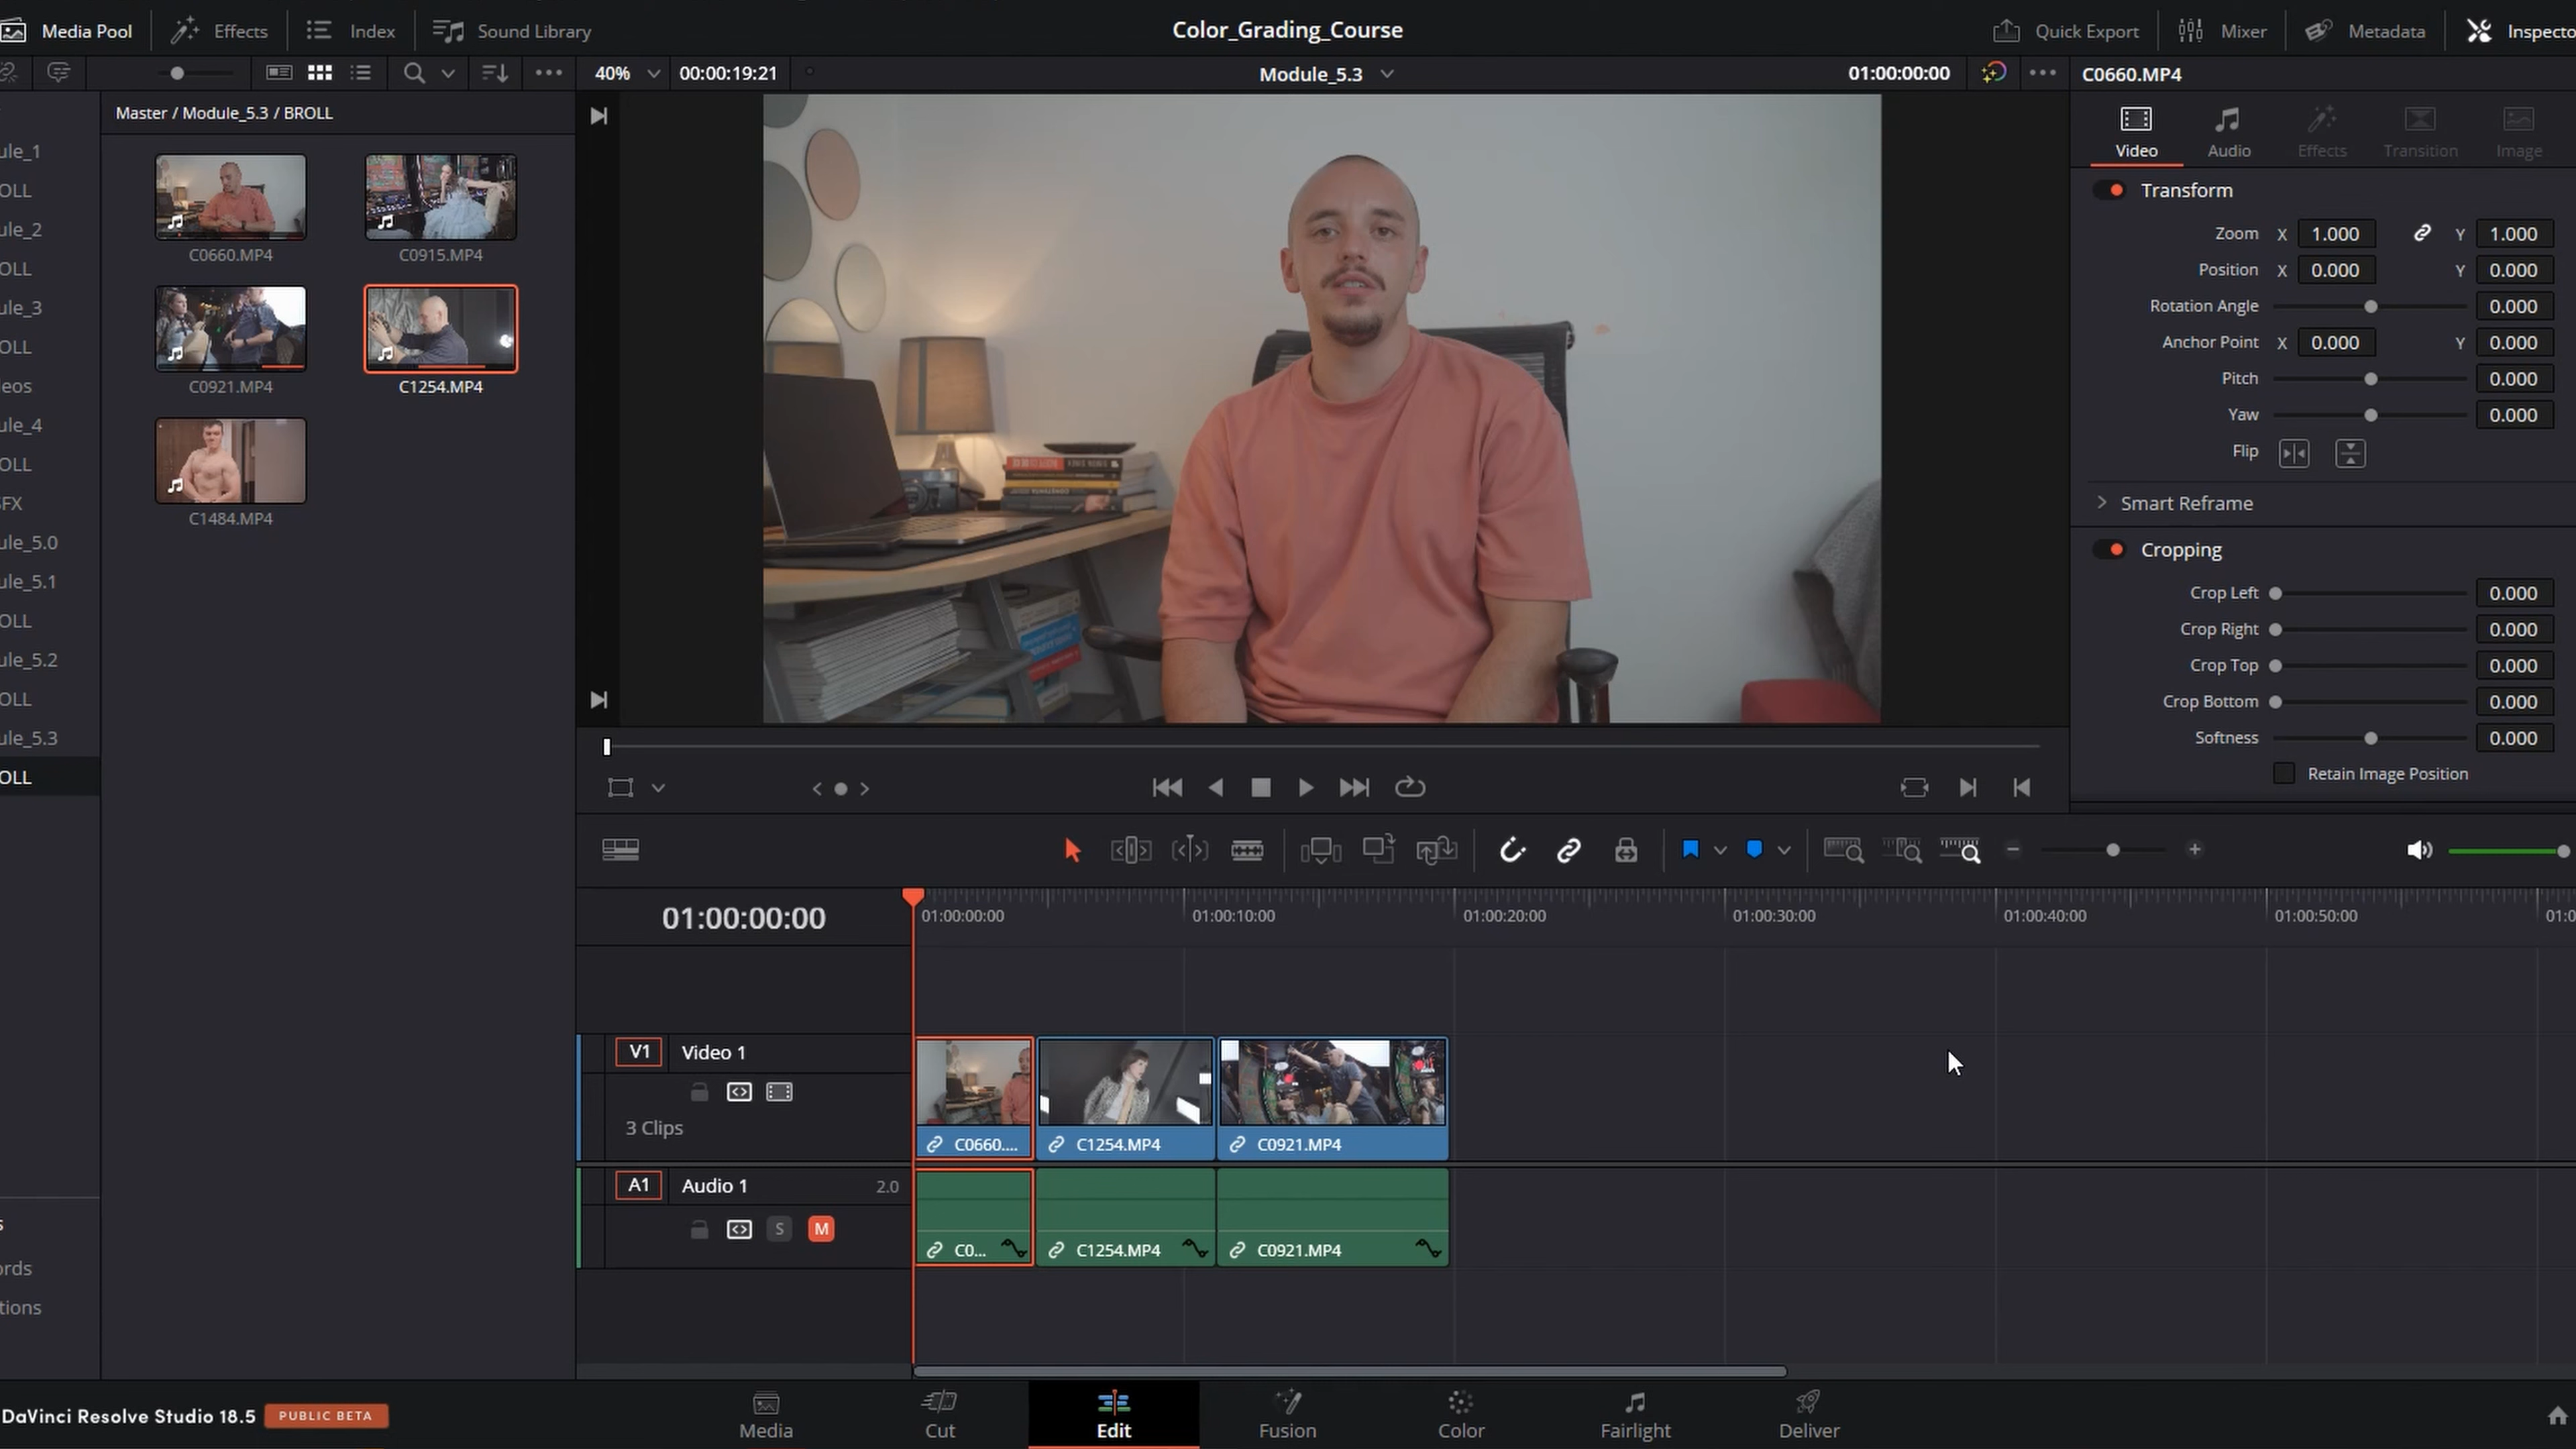 Media Pool Effects Index Sound Library Color_Grading_Course Quick Export Mixer Metadata Inspecto
40% 00:00:19:21 Module_5.3 01:00:00:00 C0660.MP4
Master / Module_5.3 / BROLL
Video Audio Effects Transition Image
ule_1
OLL
ule_2
OLL
ule_3
OLL
eos
ule_4
OLL
FX
ule_5.0
ule_5.1
OLL
ule_5.2
OLL
ule_5.3
OLL
s
ords
tions
C0660.MP4 C0915.MP4
C0921.MP4 C1254.MP4
C1484.MP4
Transform
Zoom X 1.000 Y 1.000
Position X 0.000 Y 0.000
Rotation Angle 0.000
Anchor Point X 0.000 Y 0.000
Pitch 0.000
Yaw 0.000
Flip
Smart Reframe
Cropping
Crop Left 0.000
Crop Right 0.000
Crop Top 0.000
Crop Bottom 0.000
Softness 0.000
Retain Image Position
01:00:00:00 01:00:00:00 01:00:10:00 01:00:20:00 01:00:30:00 01:00:40:00 01:00:50:00 01:0
V1 Video 1
3 Clips
C0660.... C1254.MP4 C0921.MP4
A1 Audio 1 2.0
S M
C0... C1254.MP4 C0921.MP4
DaVinci Resolve Studio 18.5 PUBLIC BETA
Media Cut Edit Fusion Color Fairlight Deliver